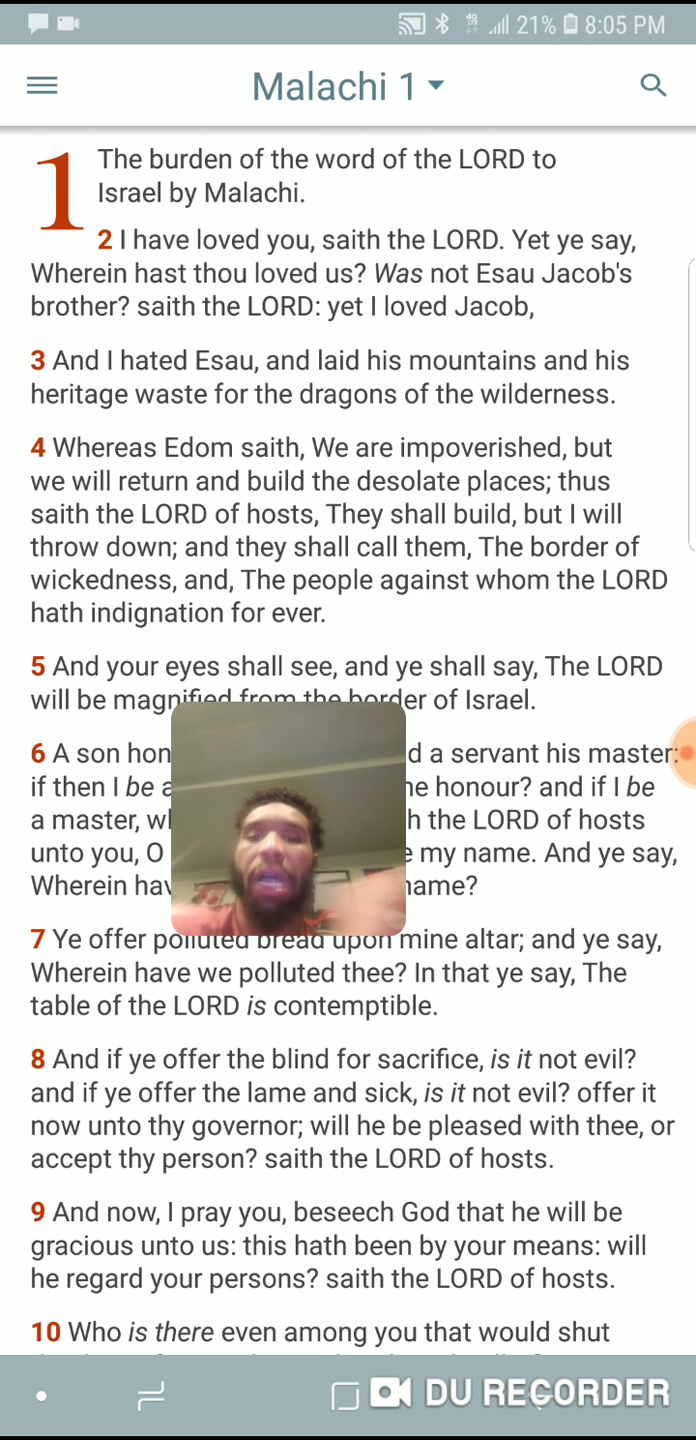 4G
21%
8:05 PM
Malachi 1
1 The burden of the word of the LORD to
Israel by Malachi.
2 I have loved you, saith the LORD. Yet ye say,
Wherein hast thou loved us? Was not Esau Jacob's
brother? saith the LORD: yet I loved Jacob,
3 And I hated Esau, and laid his mountains and his
heritage waste for the dragons of the wilderness.
4 Whereas Edom saith, We are impoverished, but
we will return and build the desolate places; thus
saith the LORD of hosts, They shall build, but I will
throw down; and they shall call them, The border of
wickedness, and, The people against whom the LORD
hath indignation for ever.
5 And your eyes shall see, and ye shall say, The LORD
will be magnified from the border of Israel.
6 A son a servant his master:
if then I be honour? and if I be
a master, the LORD of hosts
unto you, O my name. And ye say,
Wherein
7 Ye offer polluted bread upon mine altar; and ye say,
Wherein have we polluted thee? In that ye say, The
table of the LORD is contemptible.
8 And if ye offer the blind for sacrifice, is it not evil?
and if ye offer the lame and sick, is it not evil? offer it
now unto thy governor; will he be pleased with thee, or
accept thy person? saith the LORD of hosts.
9 And now, I pray you, beseech God that he will be
gracious unto us: this hath been by your means: will
he regard your persons? saith the LORD of hosts.
10 Who is there even among you that would shut
DU RECORDER